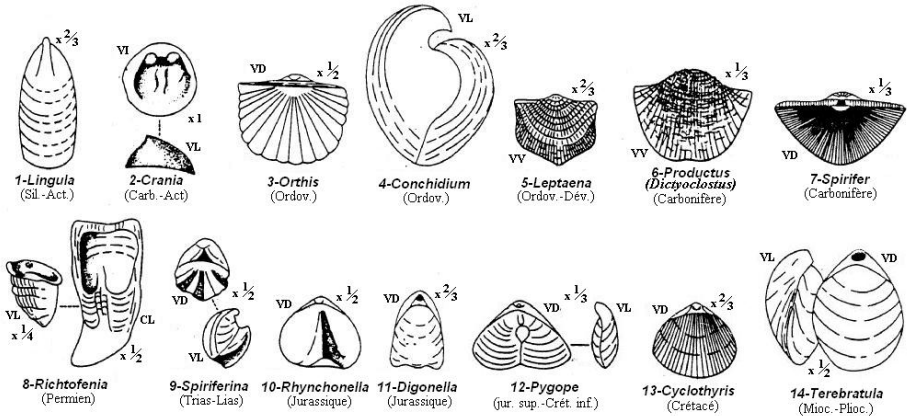 x 2/3
VI
x 1
VL
VD
x 1/2
VL
x 2/3
x 2/3
VV
x 1/3
VV
x 1/3
VD
1-Lingula
(Sil.-Act.)
2-Crania
(Carb.-Act)
3-Orthis
(Ordov.)
4-Conchidium
(Ordov.)
5-Leptaena
(Ordov.-Dév.)
6-Productus
(Dictyoclostus)
(Carbonifère)
7-Spirifer
(Carbonifère)
VL
x 1/4
CL
x 1/2
VD
x 1/2
VL
VD
x 1/2
VD
x 2/3
VD
x 1/3
VL
VD
x 2/3
VL
VD
x 1/2
8-Richtofenia
(Permien)
9-Spiriferina
(Trias-Lias)
10-Rhynchonella
(Jurassique)
11-Digonella
(Jurassique)
12-Pygope
(jur. sup.-Crét. inf.)
13-Cyclothyris
(Crétacé)
14-Terebratula
(Mioc.-Plioc.)